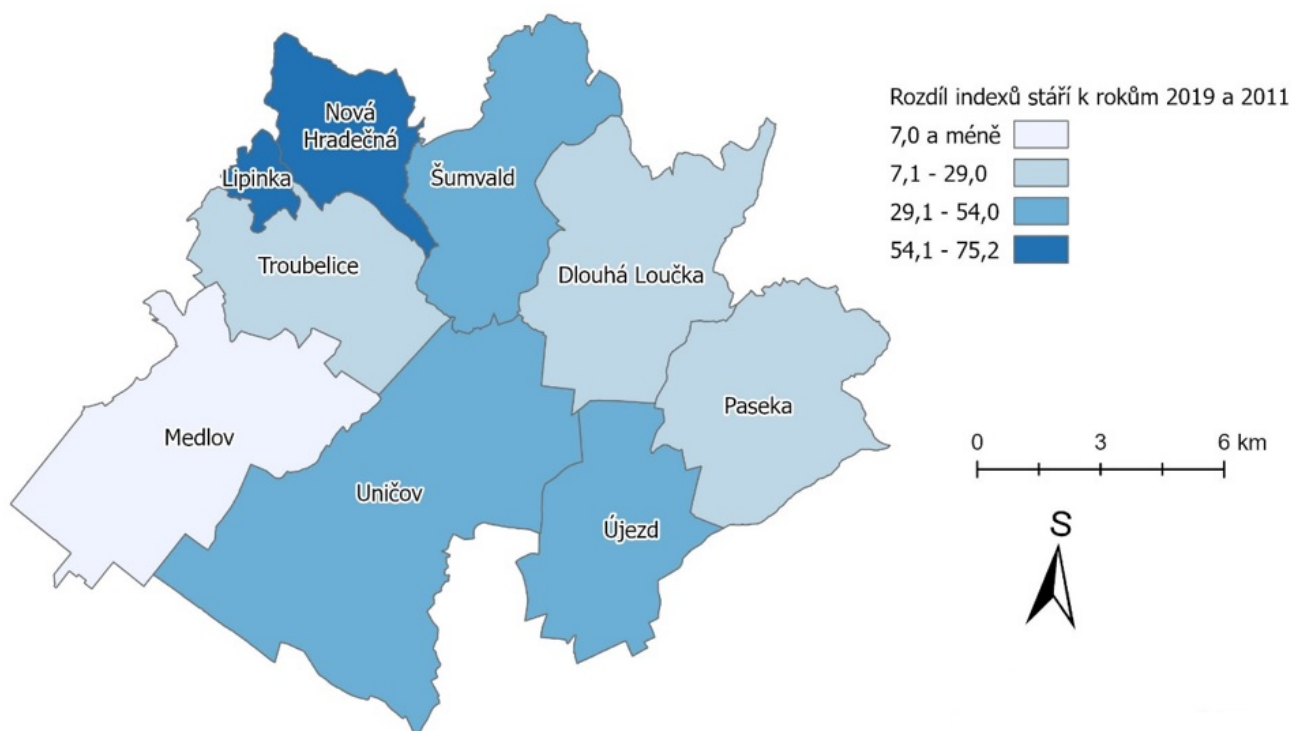 Rozdíl indexů stáří k rokům 2019 a 2011
7,0 a méně
7,1 - 29,0
29,1 - 54,0
54,1 - 75,2
Nová
Hradečná
Lipinka
Šumvald
Troubelice
Dlouhá Loučka
Paseka
Medlov
Uničov
Újezd
0 3 6 km
S